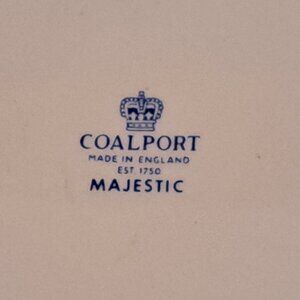 COALPORT
MADE IN ENGLAND
EST 1750
MAJESTIC